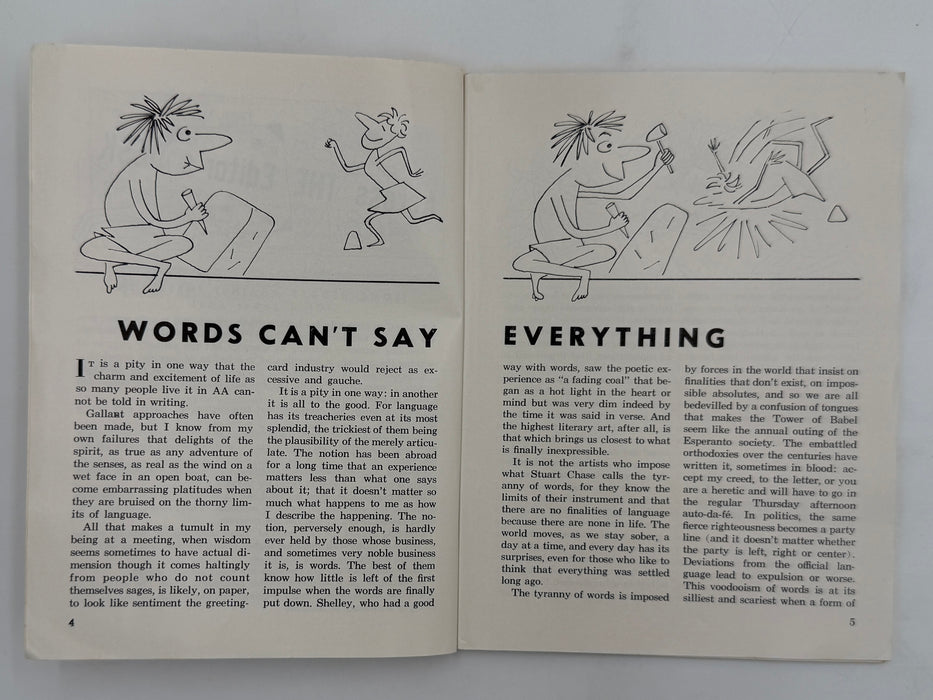 WORDS CAN'T SAY
IT is a pity in one way that the
charm and excitement of life as
so many people live it in AA can-
not be told in writing.
Gallant approaches have often
been made, but I know from my
own failures that delights of the
spirit, as true as any adventure of
the senses, as real as the wind on a
wet face in an open boat, can be-
come embarrassing platitudes when
they are bruised on the thorny lim-
its of language.
All that makes a tumult in my
being at a meeting, when wisdom
seems sometimes to have actual di-
mension though it comes haltingly
from people who do not count
themselves sages, is likely, on paper,
to look like sentiment the greeting-
card industry would reject as ex-
cessive and gauche.
It is a pity in one way: in another
it is all to the good. For language
has its treacheries even at its most
splendid, the trickiest of them being
the plausibility of the merely articu-
late. The notion has been abroad
for a long time that an experience
matters less than what one says
about it; that it doesn't matter so
much what happens to me as how
I describe the happening. The no-
tion, perversely enough, is hardly
ever held by those whose business,
and sometimes very noble business
it is, is words. The best of them
know how little is left of the first
impulse when the words are finally
put down. Shelley, who had a good
4
EVERYTHING
way with words, saw the poetic ex-
perience as "a fading coal" that be-
gan as a hot light in the heart or
mind but was very dim indeed by
the time it was said in verse. And
the highest literary art, after all, is
that which brings us closest to what
is finally inexpressible.
It is not the artists who impose
what Stuart Chase calls the tyr-
anny of words, for they know the
limits of their instrument and that
there are no finalities of language
because there are none in life. The
world moves, as we stay sober, a
day at a time, and every day has its
surprises, even for those who like to
think that everything was settled
long ago.
The tyranny of words is imposed
by forces in the world that insist on
finalities that don't exist, on impos-
sible absolutes, and so we are all
bedevilled by a confusion of tongues
that makes the Tower of Babel
seem like the annual outing of the
Esperanto society. The embattled
orthodoxies over the centuries have
written it, sometimes in blood: ac-
cept my creed, to the letter, or you
are a heretic and will have to go in
the regular Thursday afternoon
auto-da-fé. In politics, the same
fierce righteousness becomes a party
line (and it doesn't matter whether
the party is left, right or center).
Deviations from the official lan-
guage lead to expulsion or worse.
This voodooism of words is at its
silliest and scariest when a form of
5